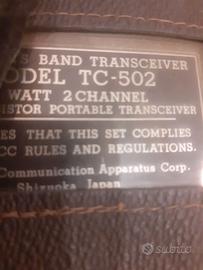 S BAND TRANSCEIVER
ODEL TC-502
WATT 2 CHANNEL
ISTOR PORTABLE TRANSCEIVER
ES THAT THIS SET COMPLIES
CC RULES AND REGULATIONS.
Communication Apparatus Corp.
Shizuoka, Japan
subito